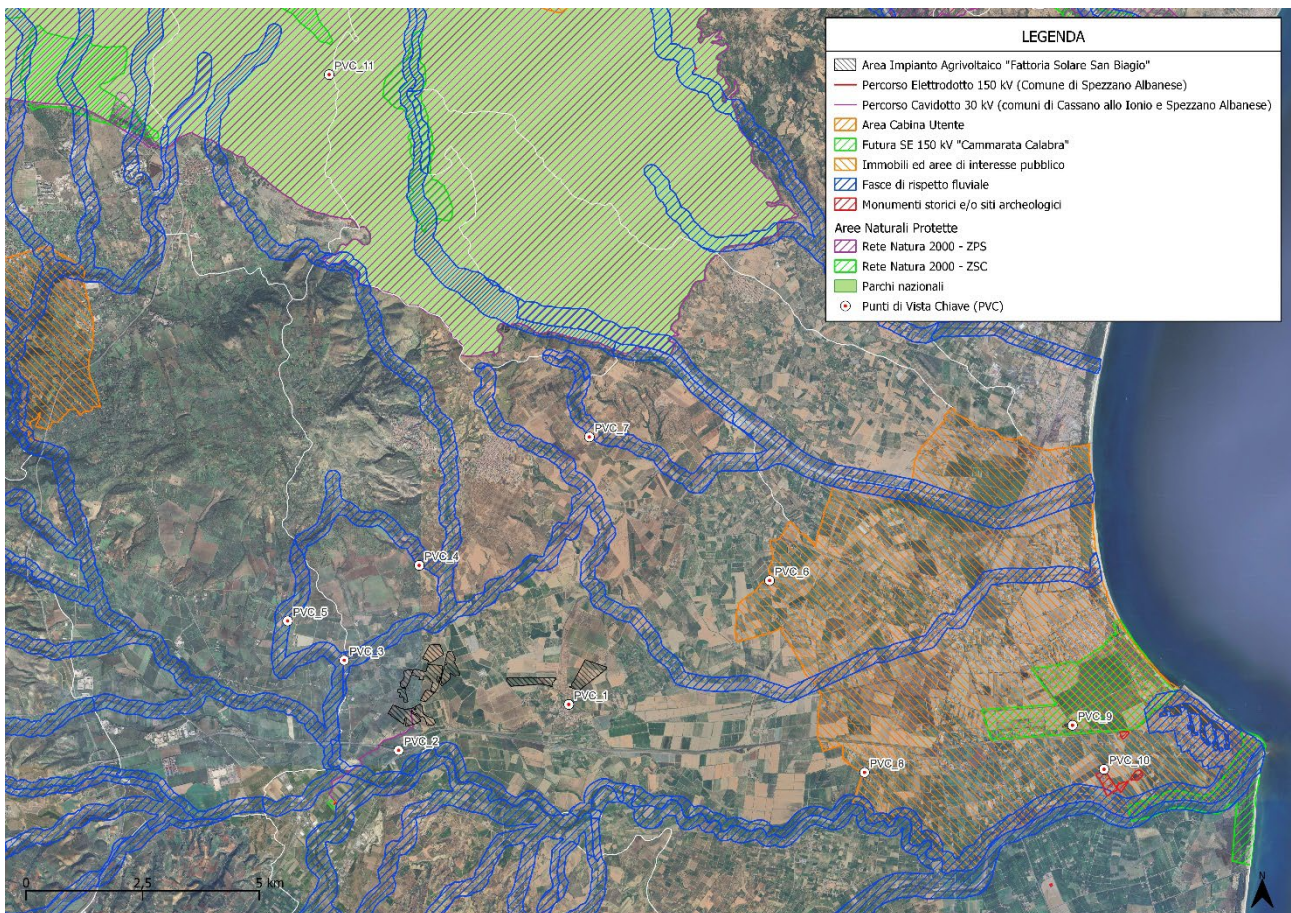 LEGENDA
Area Impianto Agrivoltaico "Fattoria Solare San Biagio"
Percorso Elettrodotto 150 kV (Comune di Spezzano Albanese)
Percorso Cavidotto 30 kV (comuni di Cassano allo Ionio e Spezzano Albanese)
Area Cabina Utente
Futura SE 150 kV "Cammarata Calabra"
Immobili ed aree di interesse pubblico
Fasce di rispetto fluviale
Monumenti storici e/o siti archeologici
Aree Naturali Protette
Rete Natura 2000 - ZPS
Rete Natura 2000 - ZSC
Parchi nazionali
Punti di Vista Chiave (PVC)
PVC_11
PVC_7
PVC_4
PVC_6
PVC_5
PVC_3
PVC_1
PVC_9
PVC_2
PVC_8
PVC_10
0 2,5 5 km
N